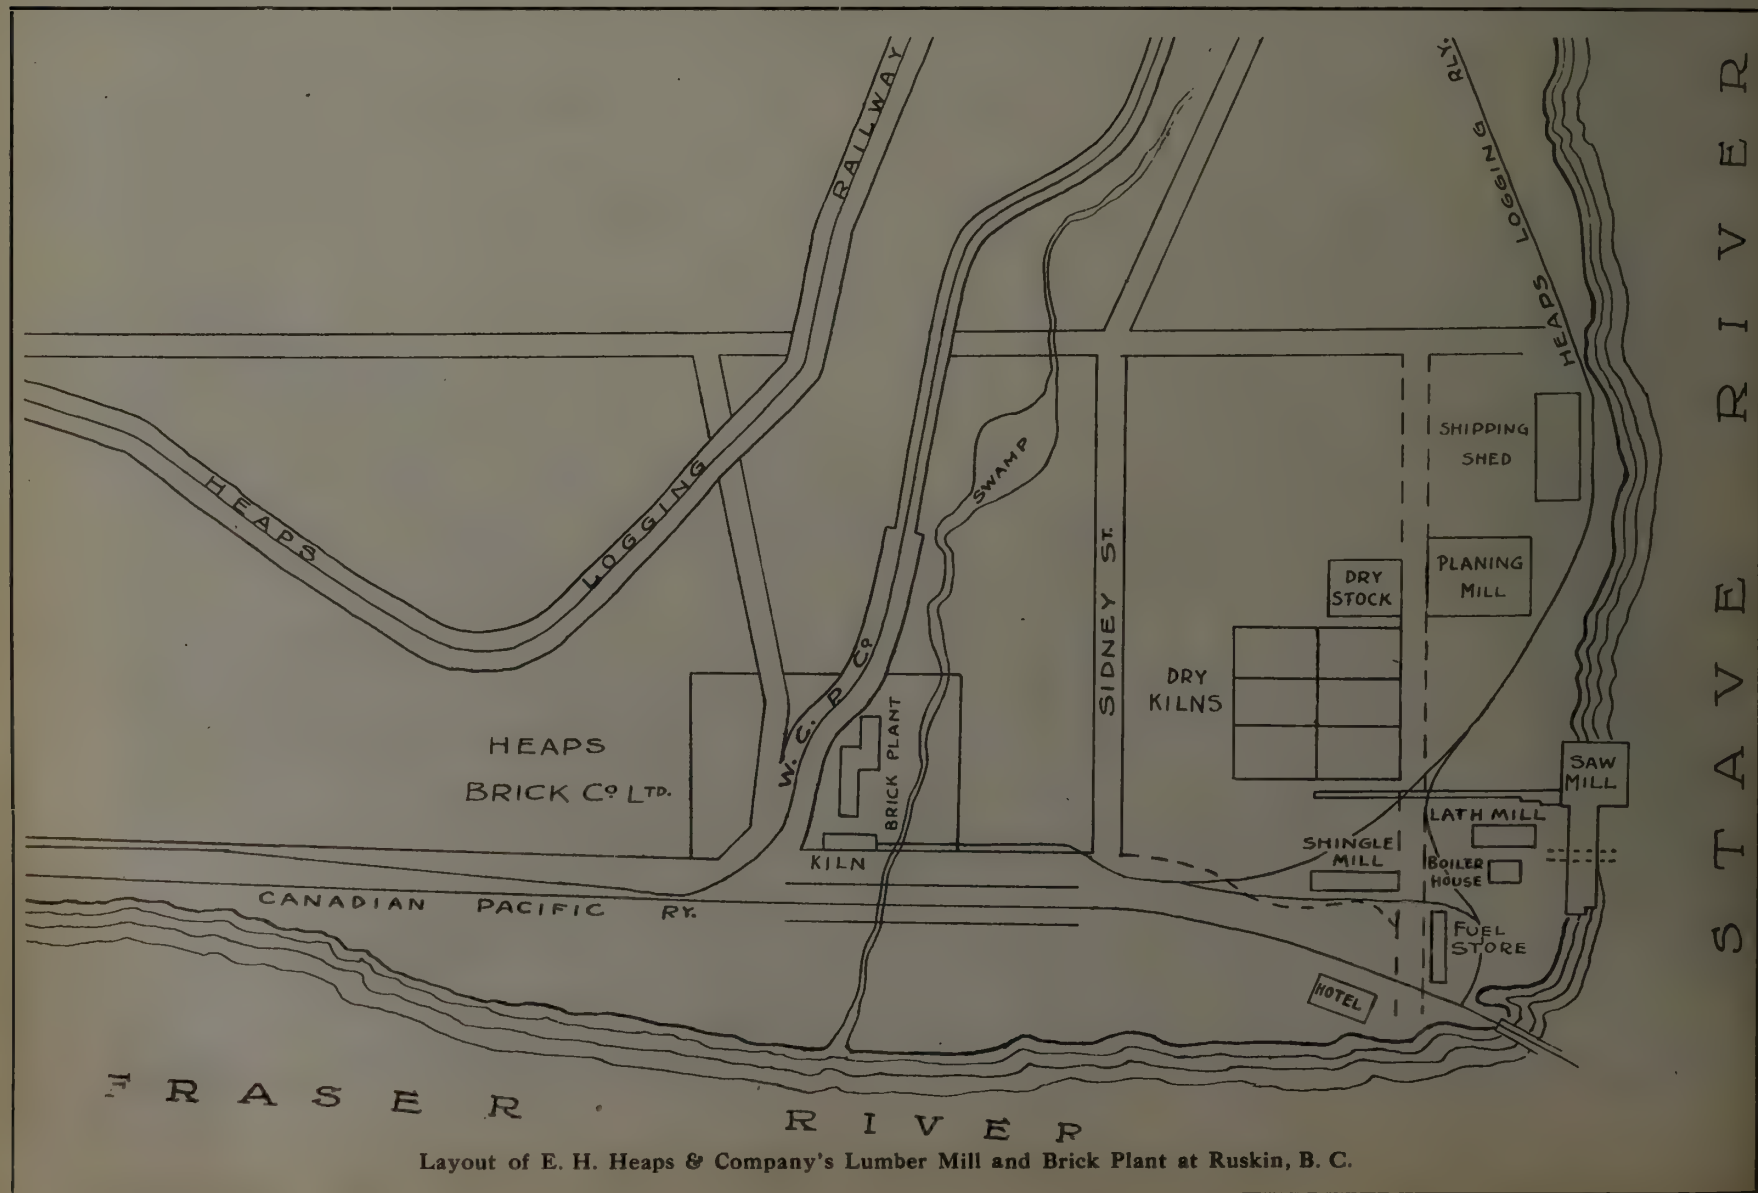 HEAPS LOGGING RAILWAY
HEAPS LOGGING RLY.
STAVE RIVER
SHIPPING
SHED
SWAMP
SIDNEY ST.
PLANING
MILL
DRY
STOCK
DRY
KILNS
W. C. P. Co
HEAPS
BRICK Co LTD.
BRICK PLANT
KILN
SAW
MILL
LATH MILL
SHINGLE
MILL
BOILER
HOUSE
FUEL
STORE
HOTEL
CANADIAN PACIFIC RY.
FRASER RIVER
Layout of E. H. Heaps & Company's Lumber Mill and Brick Plant at Ruskin, B. C.